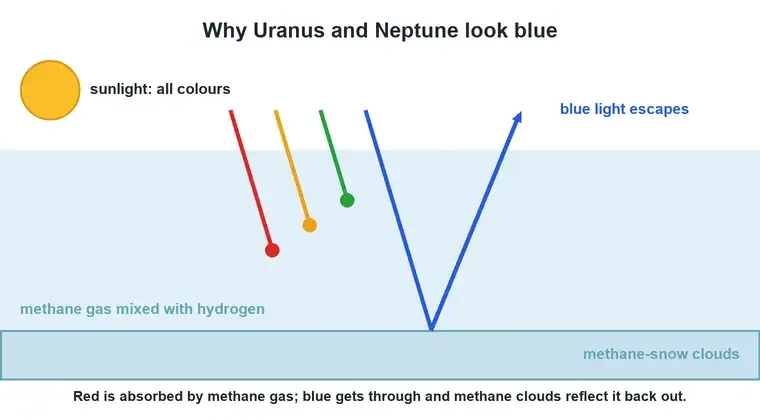 Why Uranus and Neptune look blue
sunlight: all colours
blue light escapes
methane gas mixed with hydrogen
methane-snow clouds
Red is absorbed by methane gas; blue gets through and methane clouds reflect it back out.